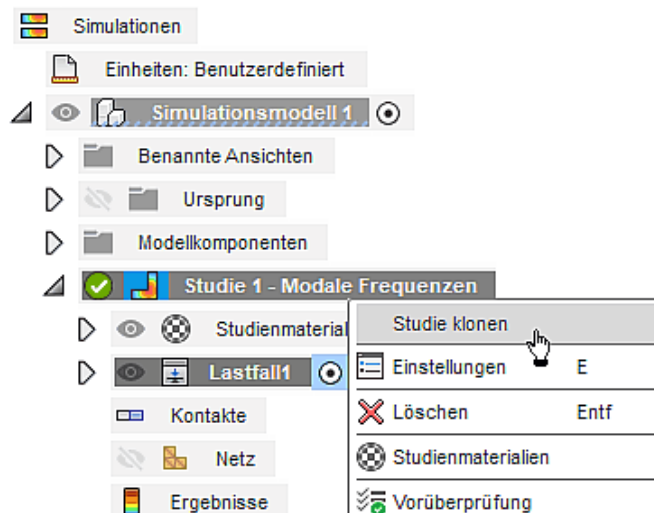 Simulationen
Einheiten: Benutzerdefiniert
Simulationsmodell 1
Benannte Ansichten
Ursprung
Modellkomponenten
Studie 1 - Modale Frequenzen
Studienmaterial
Studie klonen
Lastfall1
Einstellungen E
Kontakte
Löschen Entf
Netz
Studienmaterialien
Ergebnisse
Vorüberprüfung